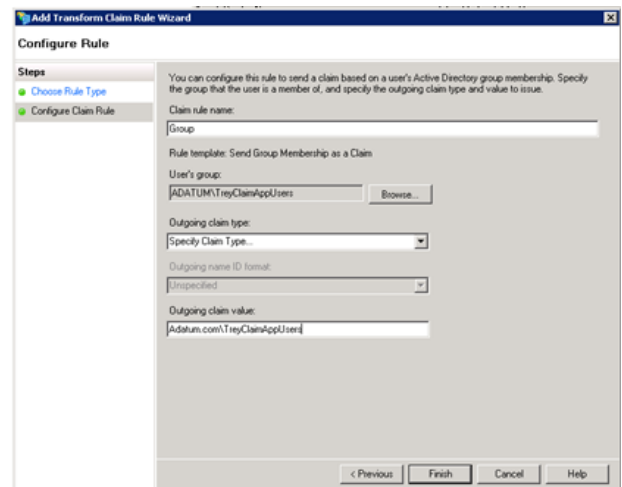 Add Transform Claim Rule Wizard
Configure Rule
Steps
Choose Rule Type
Configure Claim Rule
You can configure this rule to send a claim based on a user's Active Directory group membership. Specify
the group that the user is a member of, and specify the outgoing claim type and value to issue.
Claim rule name:
Group
Rule template: Send Group Membership as a Claim
User's group:
ADATUM\TreyClaimAppUsers
Browse...
Outgoing claim type:
Specify Claim Type...
Outgoing name ID format:
Unspecified
Outgoing claim value:
Adatum.com\TreyClaimAppUsers
< Previous
Finish
Cancel
Help